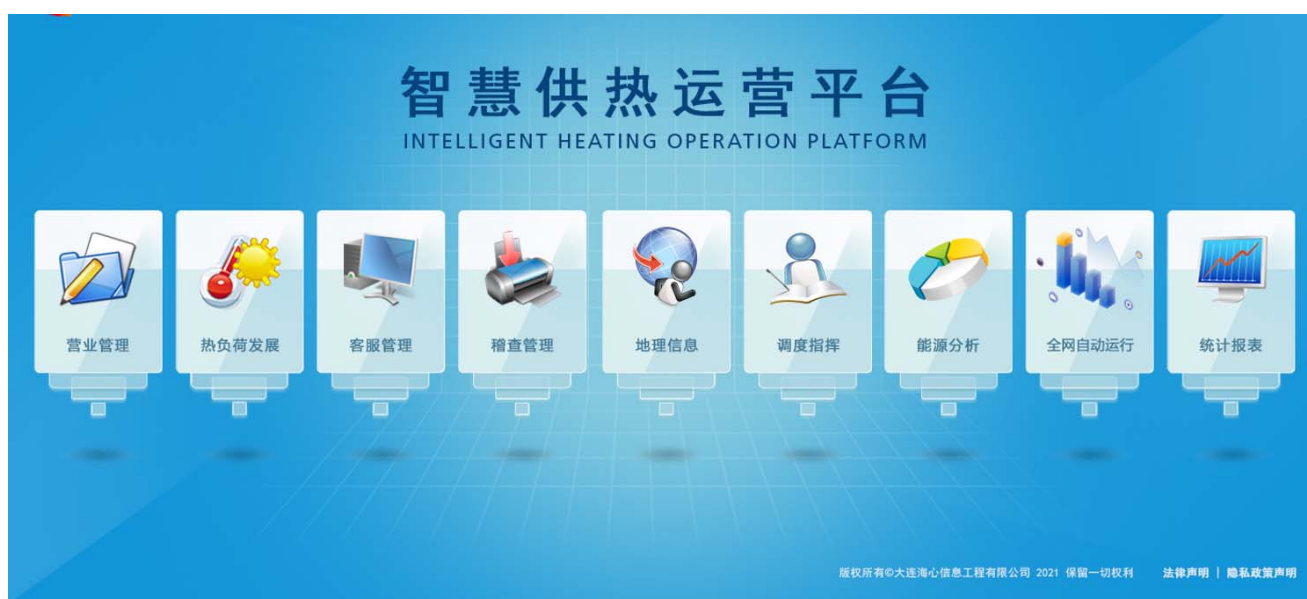 智慧供热运营平台
INTELLIGENT HEATING OPERATION PLATFORM
营业管理
热负荷发展
客服管理
稽查管理
地理信息
调度指挥
能源分析
全网自动运行
统计报表
版权所有©大连海心信息工程有限公司 2021 保留一切权利 法律声明 | 隐私政策声明